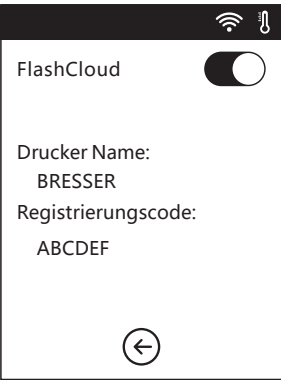 FlashCloud
Drucker Name:
BRESSER
Registrierungscode:
ABCDEF